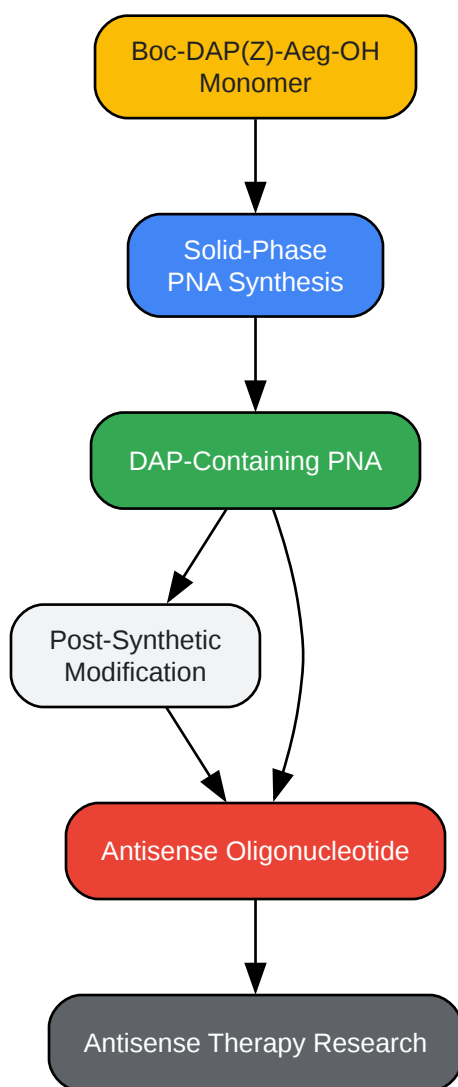 Boc-DAP(Z)-Aeg-OH
Monomer
Solid-Phase
PNA Synthesis
DAP-Containing PNA
Post-Synthetic
Modification
Antisense Oligonucleotide
Antisense Therapy Research